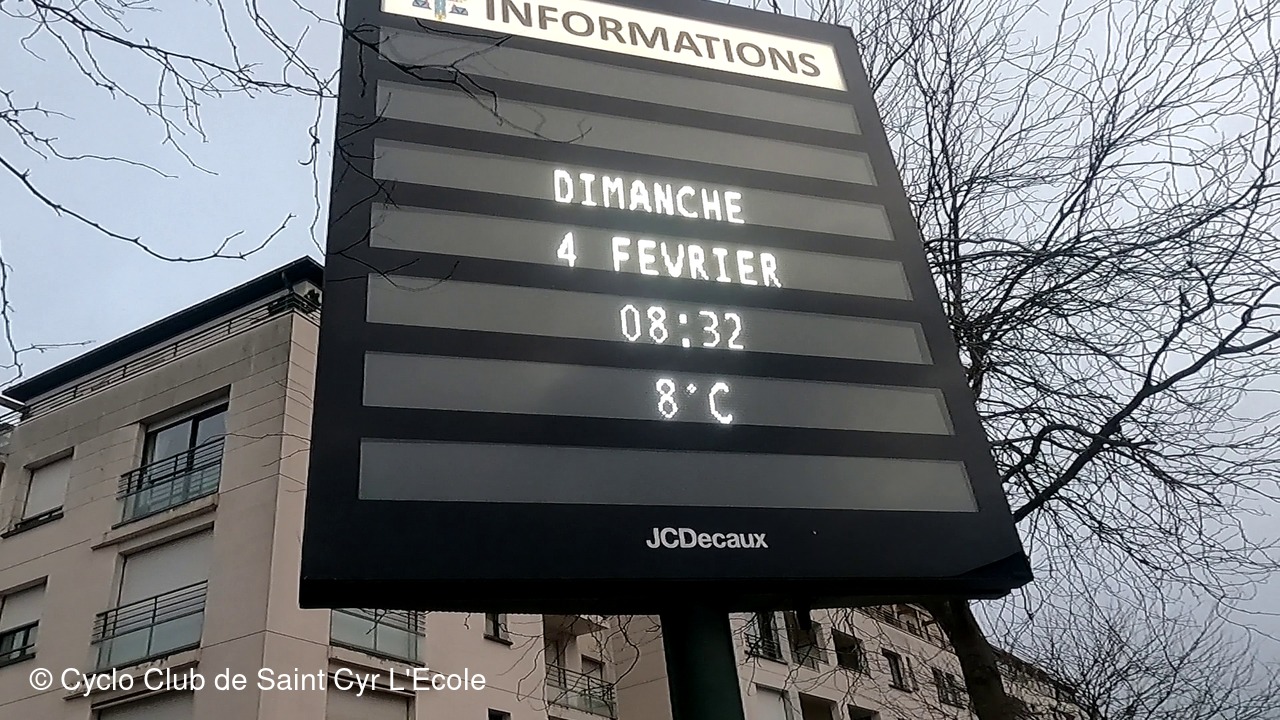 INFORMATIONS
DIMANCHE
4 FEVRIER
08:32
8°C
JCDecaux
© Cyclo Club de Saint Cyr L'Ecole